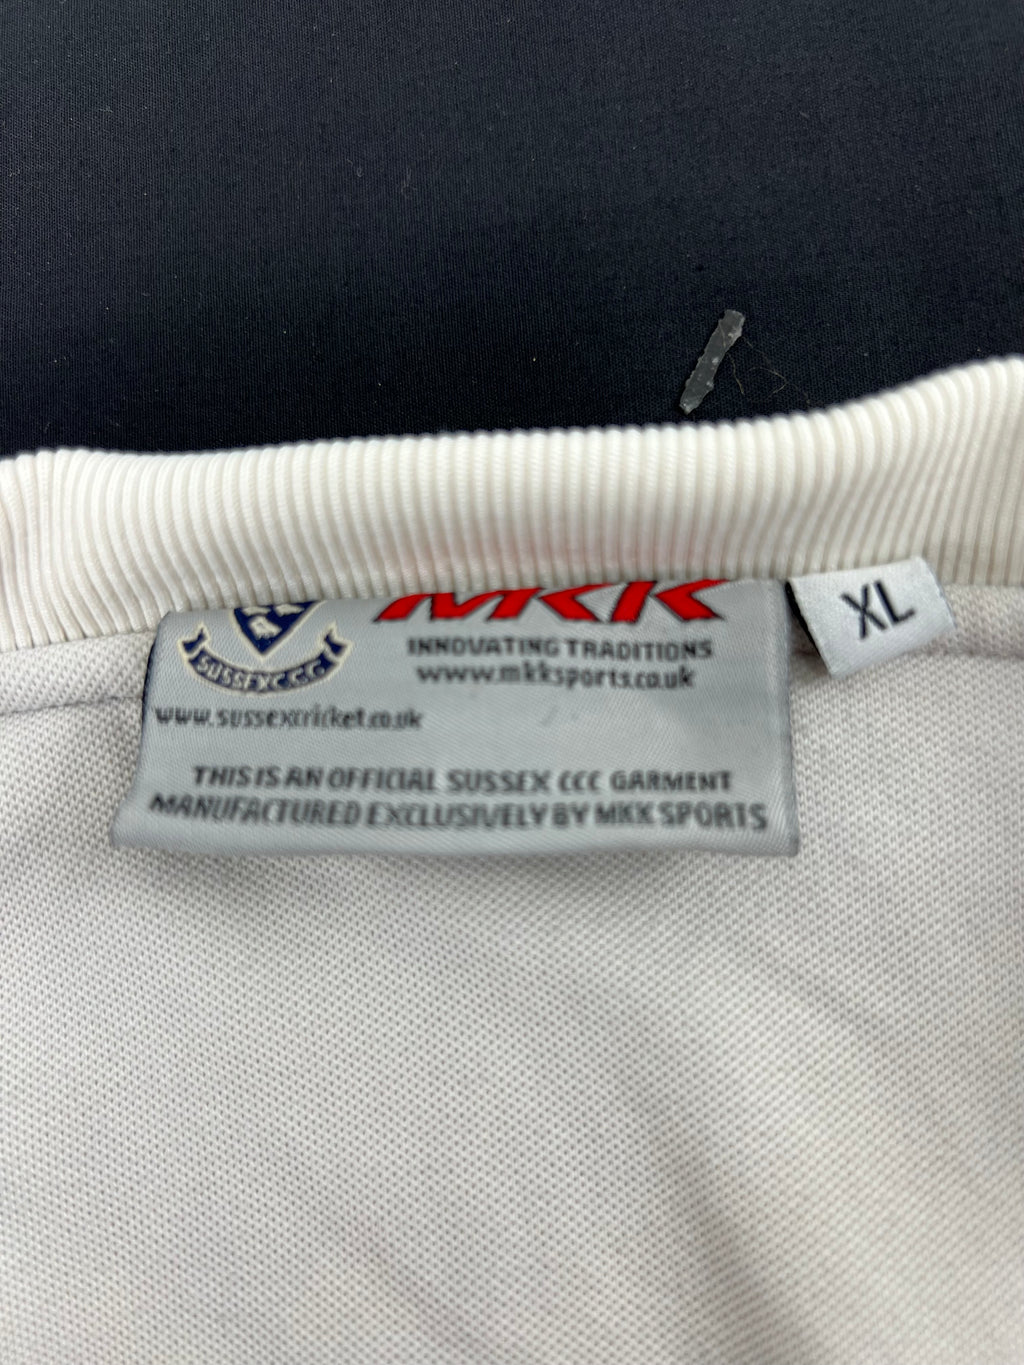 MKK
XL
SUSSEX C.C.C.
INNOVATING TRADITIONS
www.mkksports.co.uk
www.sussexcricket.co.uk
THIS IS AN OFFICIAL SUSSEX CCC GARMENT
MANUFACTURED EXCLUSIVELY BY MKK SPORTS